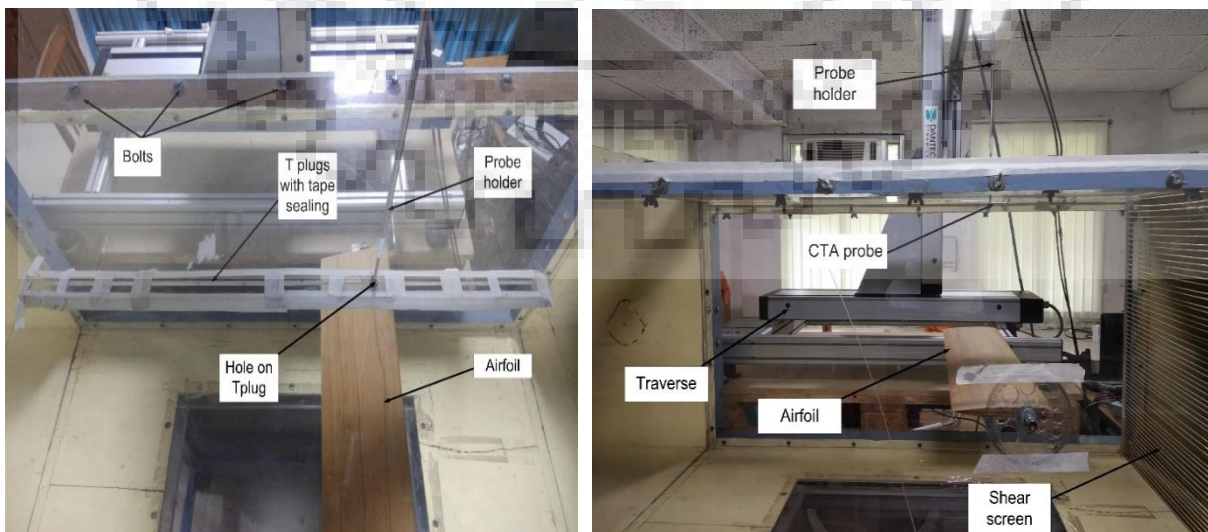 Bolts
T plugs
with tape
sealing
Probe
holder
Hole on
Tplug
Airfoil
Probe
holder
DANTEC
CTA probe
Traverse
Airfoil
Shear
screen